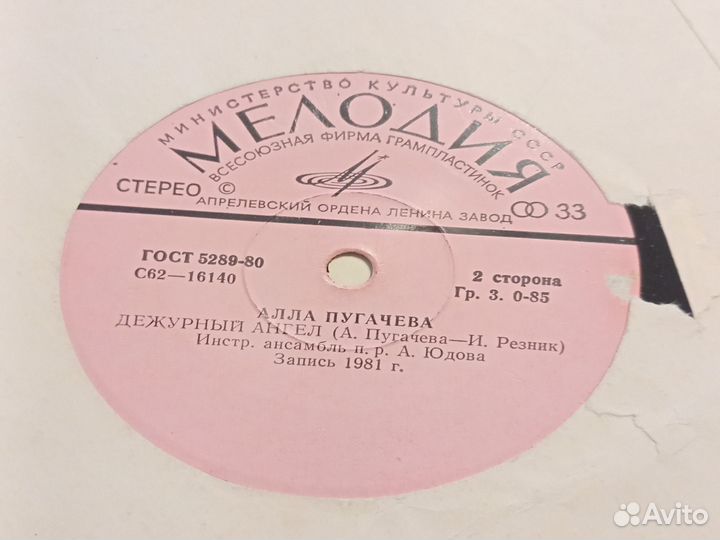 МИНИСТЕРСТВО КУЛЬТУРЫ СССР
МЕЛОДИЯ
ВСЕСОЮЗНАЯ ФИРМА ГРАМПЛАСТИНОК
СТЕРЕО ©
АПРЕЛЕВСКИЙ ОРДЕНА ЛЕНИНА ЗАВОД 33
ГОСТ 5289-80
С62—16140
2 сторона
Гр. 3. 0-85
АЛЛА ПУГАЧЕВА
ДЕЖУРНЫЙ АНГЕЛ (А. Пугачева—И. Резник)
Инстр. ансамбль п. р. А. Юдова
Запись 1981 г.
Avito